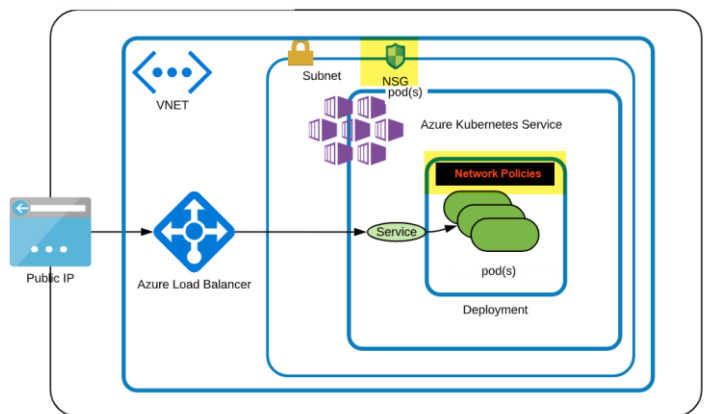 Subnet
NSG
VNET
pod(s)
Azure Kubernetes Service
Network Policies
Service
Public IP
Azure Load Balancer
pod(s)
Deployment